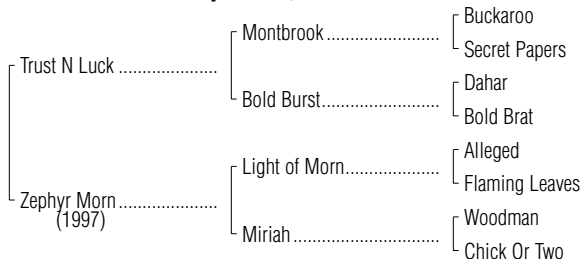 Buckaroo
Montbrook
Secret Papers
Trust N Luck
Dahar
Bold Burst
Bold Brat
Alleged
Light of Morn
Flaming Leaves
Zephyr Morn
(1997)
Woodman
Miriah
Chick Or Two